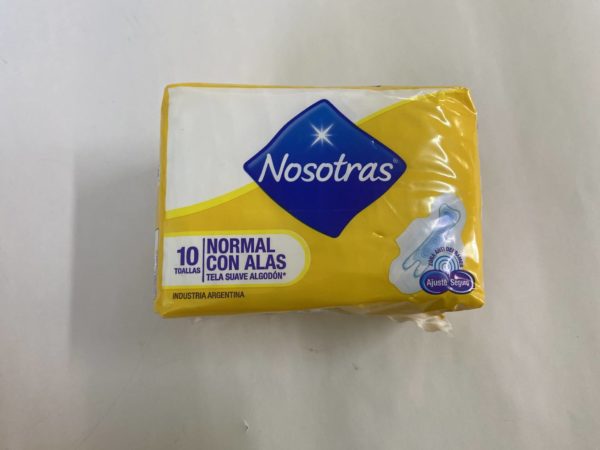 Nosotras®
10
TOALLAS
NORMAL
CON ALAS
TELA SUAVE ALGODÓN*
INDUSTRIA ARGENTINA
Ajuste Seguro